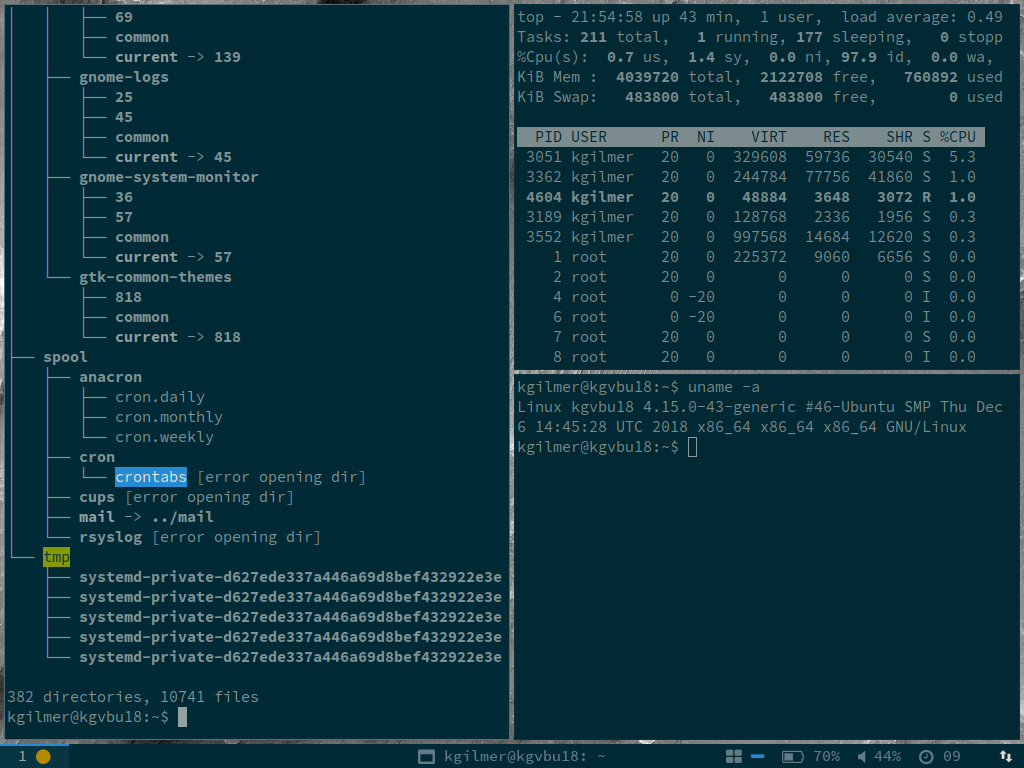 69
common
current -> 139
gnome-logs
25
45
common
current -> 45
gnome-system-monitor
36
57
common
current -> 57
gtk-common-themes
818
common
current -> 818
spool
anacron
cron.daily
cron.monthly
cron.weekly
cron
crontabs [error opening dir]
cups [error opening dir]
mail -> ../mail
rsyslog [error opening dir]
tmp
systemd-private-d627ede337a446a69d8bef432922e3e
systemd-private-d627ede337a446a69d8bef432922e3e
systemd-private-d627ede337a446a69d8bef432922e3e
systemd-private-d627ede337a446a69d8bef432922e3e
systemd-private-d627ede337a446a69d8bef432922e3e
382 directories, 10741 files
kgilmer@kgvbu18:~$
top - 21:54:58 up 43 min,  1 user,  load average: 0.49
Tasks: 211 total,   1 running, 177 sleeping,   0 stopp
%Cpu(s):  0.7 us,  1.4 sy,  0.0 ni, 97.9 id,  0.0 wa,
KiB Mem :  4039720 total,  2122708 free,   760892 used
KiB Swap:   483800 total,   483800 free,        0 used
PID USER      PR  NI    VIRT    RES    SHR S %CPU
3051 kgilmer   20   0  329608  59736  30540 S  5.3
3362 kgilmer   20   0  244784  77756  41860 S  1.0
4604 kgilmer   20   0   48884   3648   3072 R  1.0
3189 kgilmer   20   0  128768   2336   1956 S  0.3
3552 kgilmer   20   0  997568  14684  12620 S  0.3
1 root      20   0  225372   9060   6656 S  0.0
2 root      20   0       0      0      0 S  0.0
4 root       0 -20       0      0      0 I  0.0
6 root       0 -20       0      0      0 I  0.0
7 root      20   0       0      0      0 S  0.0
8 root      20   0       0      0      0 I  0.0
kgilmer@kgvbu18:~$ uname -a
Linux kgvbu18 4.15.0-43-generic #46-Ubuntu SMP Thu Dec
6 14:45:28 UTC 2018 x86_64 x86_64 x86_64 GNU/Linux
kgilmer@kgvbu18:~$
1 kgilmer@kgvbu18: ~ 70% 44% 09